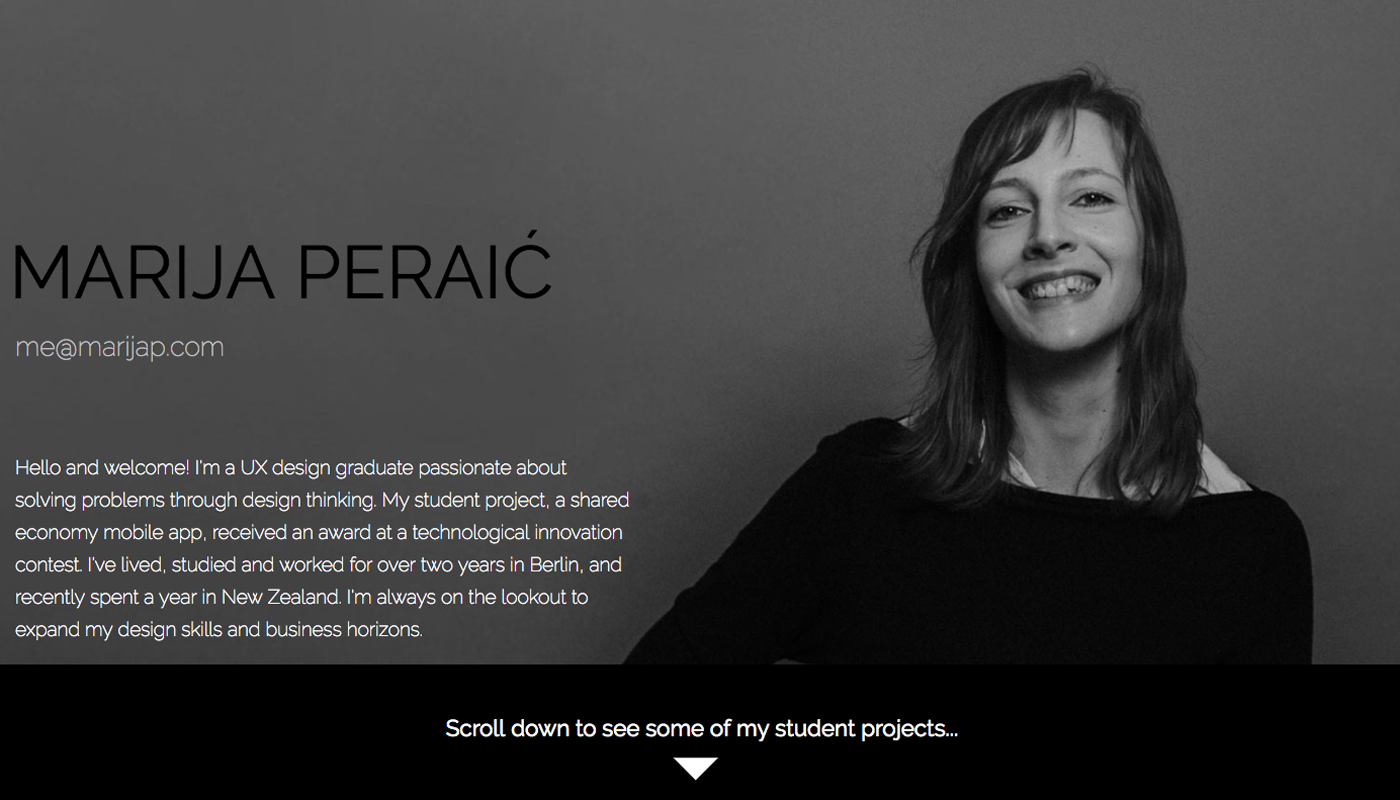 MARIJA PERAIĆ
me@marijap.com
Hello and welcome! I'm a UX design graduate passionate about
solving problems through design thinking. My student project, a shared
economy mobile app, received an award at a technological innovation
contest. I've lived, studied and worked for over two years in Berlin, and
recently spent a year in New Zealand. I'm always on the lookout to
expand my design skills and business horizons.
Scroll down to see some of my student projects...